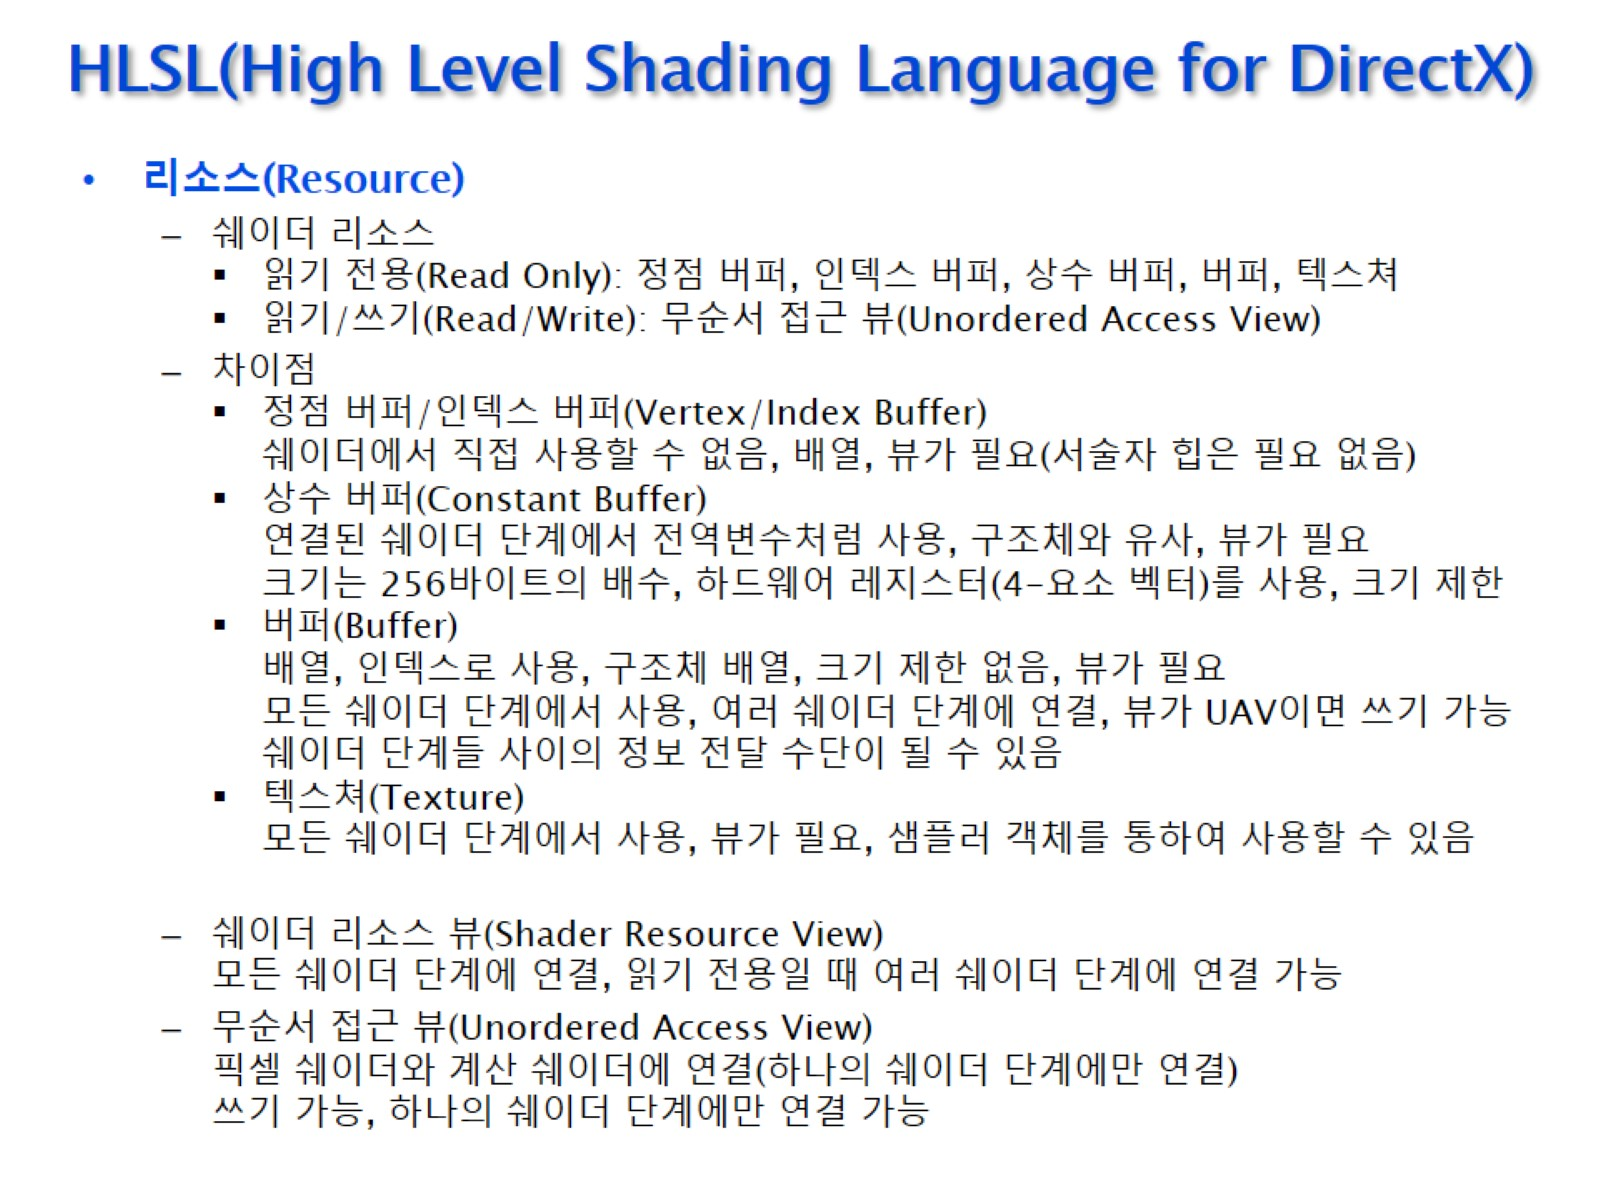 HLSL(High Level Shading Language for DirectX)
• 리소스(Resource)
– 쉐이더 리소스
▪ 읽기 전용(Read Only): 정점 버퍼, 인덱스 버퍼, 상수 버퍼, 버퍼, 텍스쳐
▪ 읽기/쓰기(Read/Write): 무순서 접근 뷰(Unordered Access View)
– 차이점
▪ 정점 버퍼/인덱스 버퍼(Vertex/Index Buffer)
쉐이더에서 직접 사용할 수 없음, 배열, 뷰가 필요(서술자 힙은 필요 없음)
▪ 상수 버퍼(Constant Buffer)
연결된 쉐이더 단계에서 전역변수처럼 사용, 구조체와 유사, 뷰가 필요
크기는 256바이트의 배수, 하드웨어 레지스터(4-요소 벡터)를 사용, 크기 제한
▪ 버퍼(Buffer)
배열, 인덱스로 사용, 구조체 배열, 크기 제한 없음, 뷰가 필요
모든 쉐이더 단계에서 사용, 여러 쉐이더 단계에 연결, 뷰가 UAV이면 쓰기 가능
쉐이더 단계들 사이의 정보 전달 수단이 될 수 있음
▪ 텍스쳐(Texture)
모든 쉐이더 단계에서 사용, 뷰가 필요, 샘플러 객체를 통하여 사용할 수 있음
– 쉐이더 리소스 뷰(Shader Resource View)
모든 쉐이더 단계에 연결, 읽기 전용일 때 여러 쉐이더 단계에 연결 가능
– 무순서 접근 뷰(Unordered Access View)
픽셀 쉐이더와 계산 쉐이더에 연결(하나의 쉐이더 단계에만 연결)
쓰기 가능, 하나의 쉐이더 단계에만 연결 가능